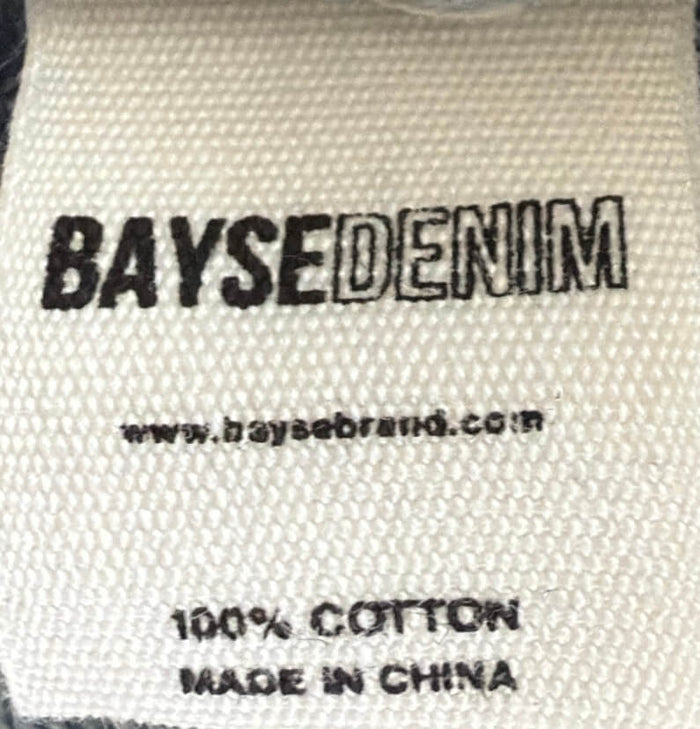 BAYSEDENIM
www.baysebrand.com
100% COTTON
MADE IN CHINA